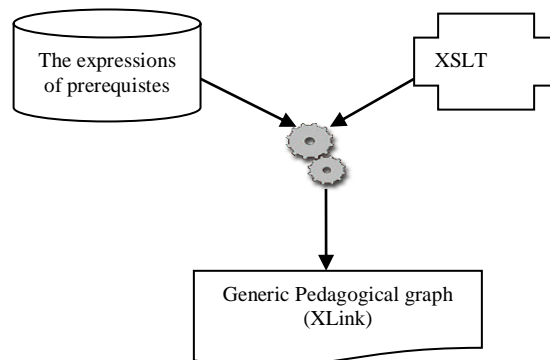 The expressions
of prerequistes
XSLT
Generic Pedagogical graph
(XLink)